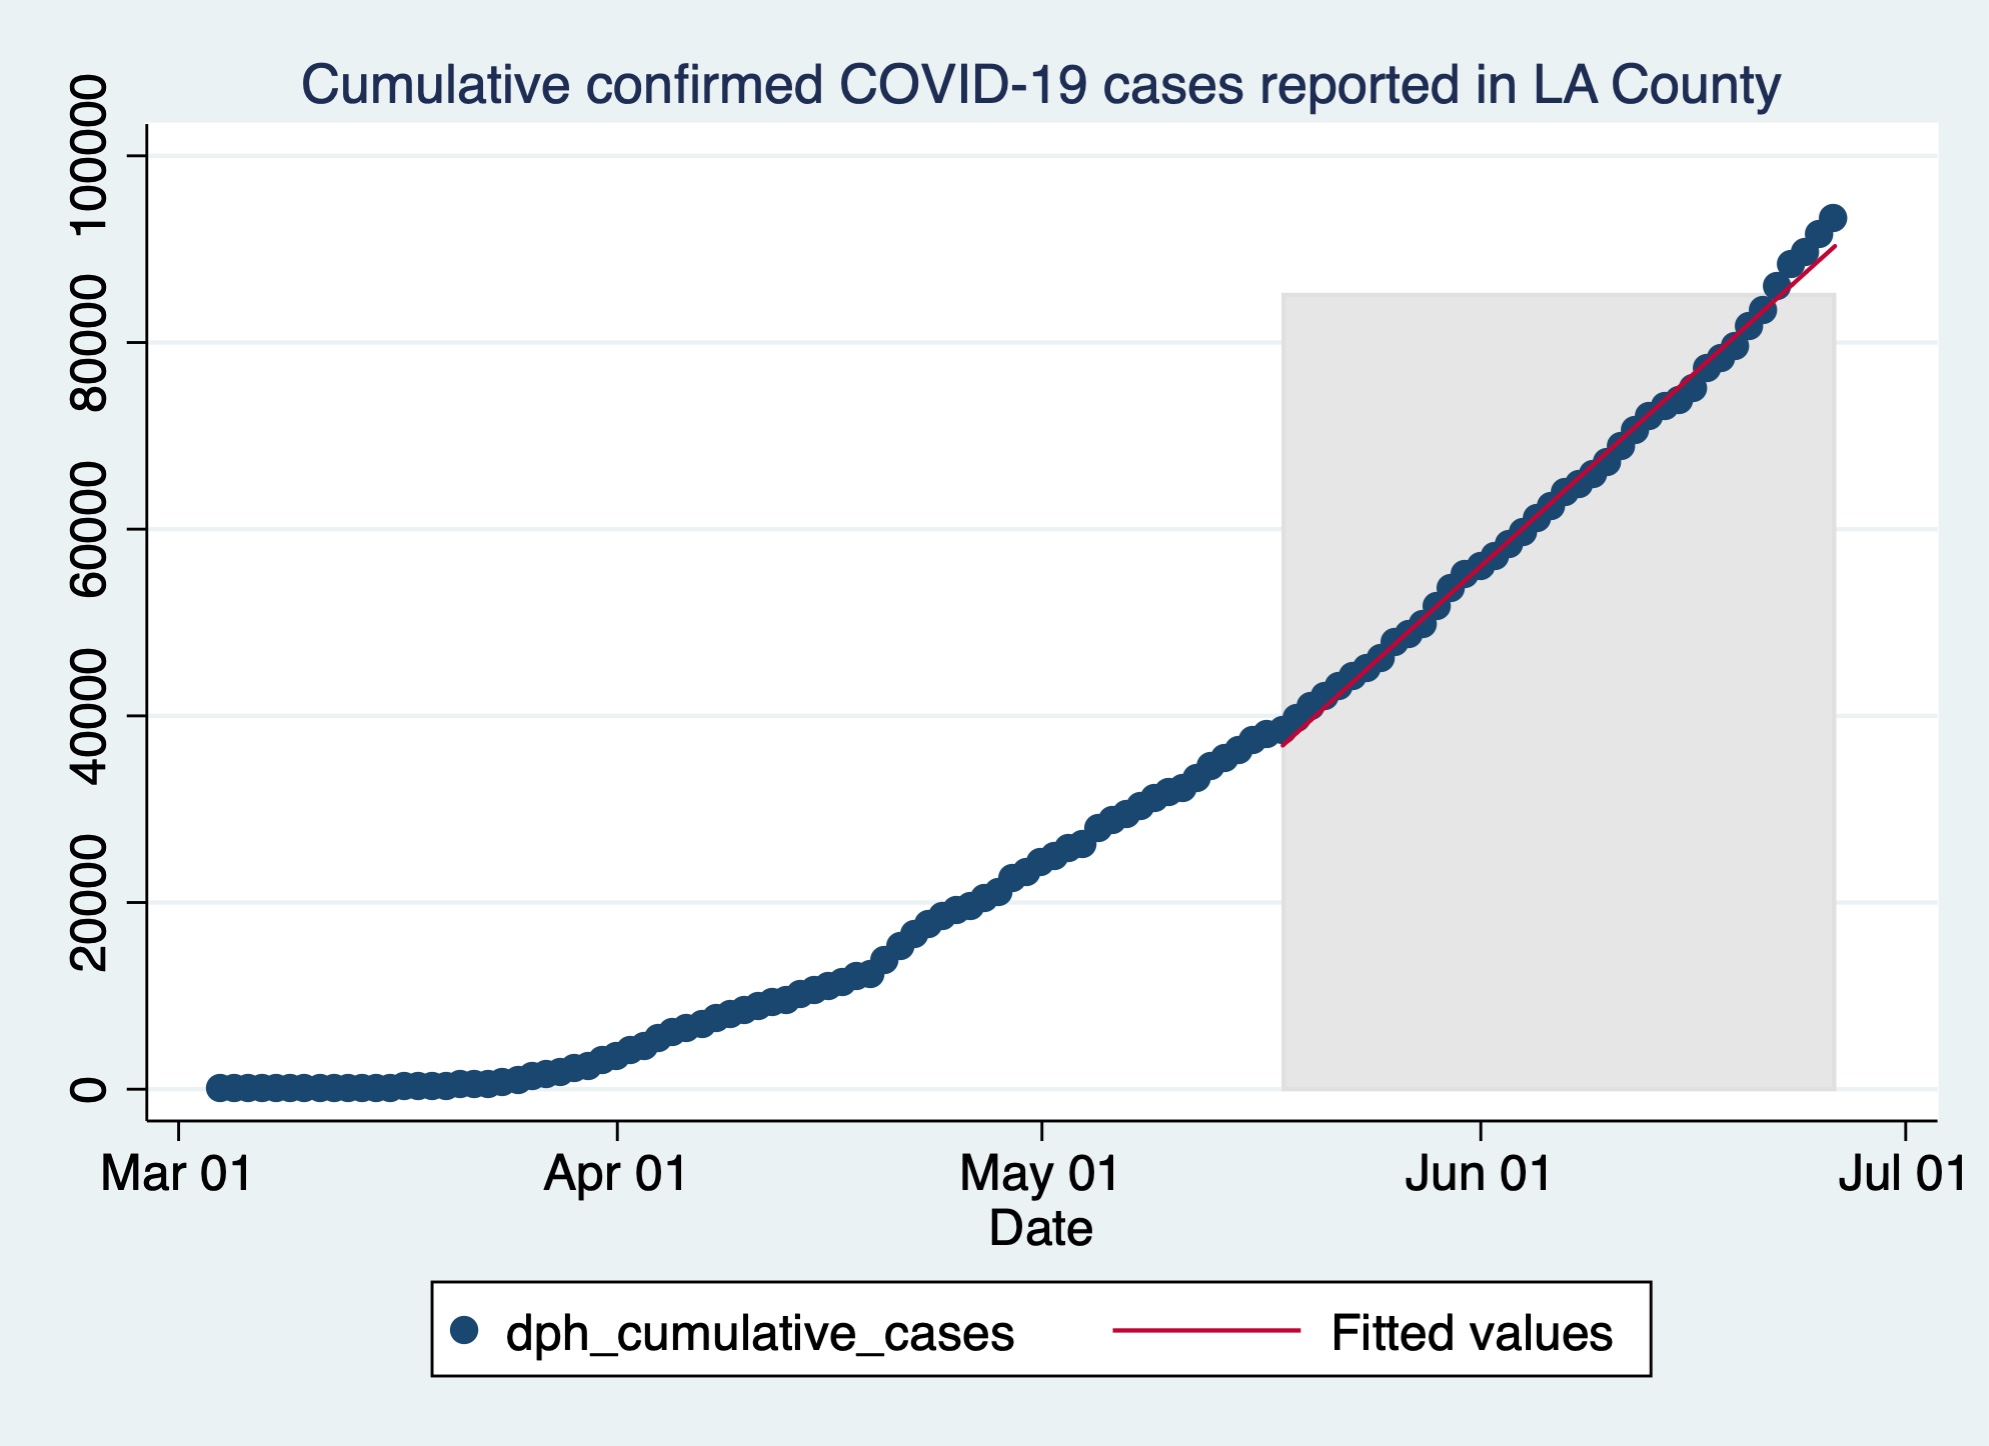 Cumulative confirmed COVID-19 cases reported in LA County
100000
80000
60000
40000
20000
0
Mar 01 Apr 01 May 01 Jun 01 Jul 01
Date
dph_cumulative_cases Fitted values